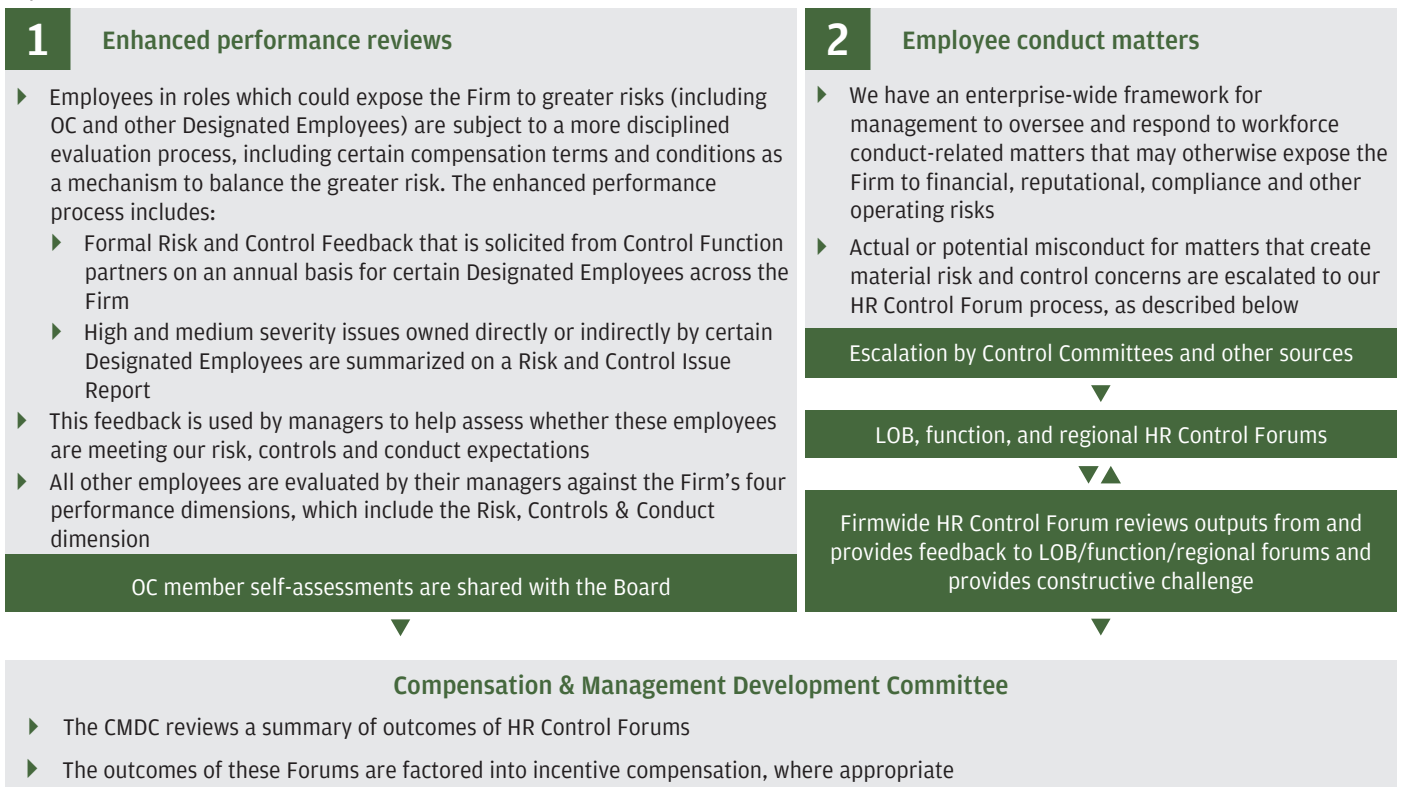 1
Enhanced performance reviews
Employees in roles which could expose the Firm to greater risks (including
OC and other Designated Employees) are subject to a more disciplined
evaluation process, including certain compensation terms and conditions as
a mechanism to balance the greater risk. The enhanced performance
process includes:
Formal Risk and Control Feedback that is solicited from Control Function
partners on an annual basis for certain Designated Employees across the
Firm
High and medium severity issues owned directly or indirectly by certain
Designated Employees are summarized on a Risk and Control Issue
Report
This feedback is used by managers to help assess whether these employees
are meeting our risk, controls and conduct expectations
All other employees are evaluated by their managers against the Firm's four
performance dimensions, which include the Risk, Controls & Conduct
dimension
OC member self-assessments are shared with the Board
2
Employee conduct matters
We have an enterprise-wide framework for
management to oversee and respond to workforce
conduct-related matters that may otherwise expose the
Firm to financial, reputational, compliance and other
operating risks
Actual or potential misconduct for matters that create
material risk and control concerns are escalated to our
HR Control Forum process, as described below
Escalation by Control Committees and other sources
LOB, function, and regional HR Control Forums
Firmwide HR Control Forum reviews outputs from and
provides feedback to LOB/function/regional forums and
provides constructive challenge
Compensation & Management Development Committee
The CMDC reviews a summary of outcomes of HR Control Forums
The outcomes of these Forums are factored into incentive compensation, where appropriate